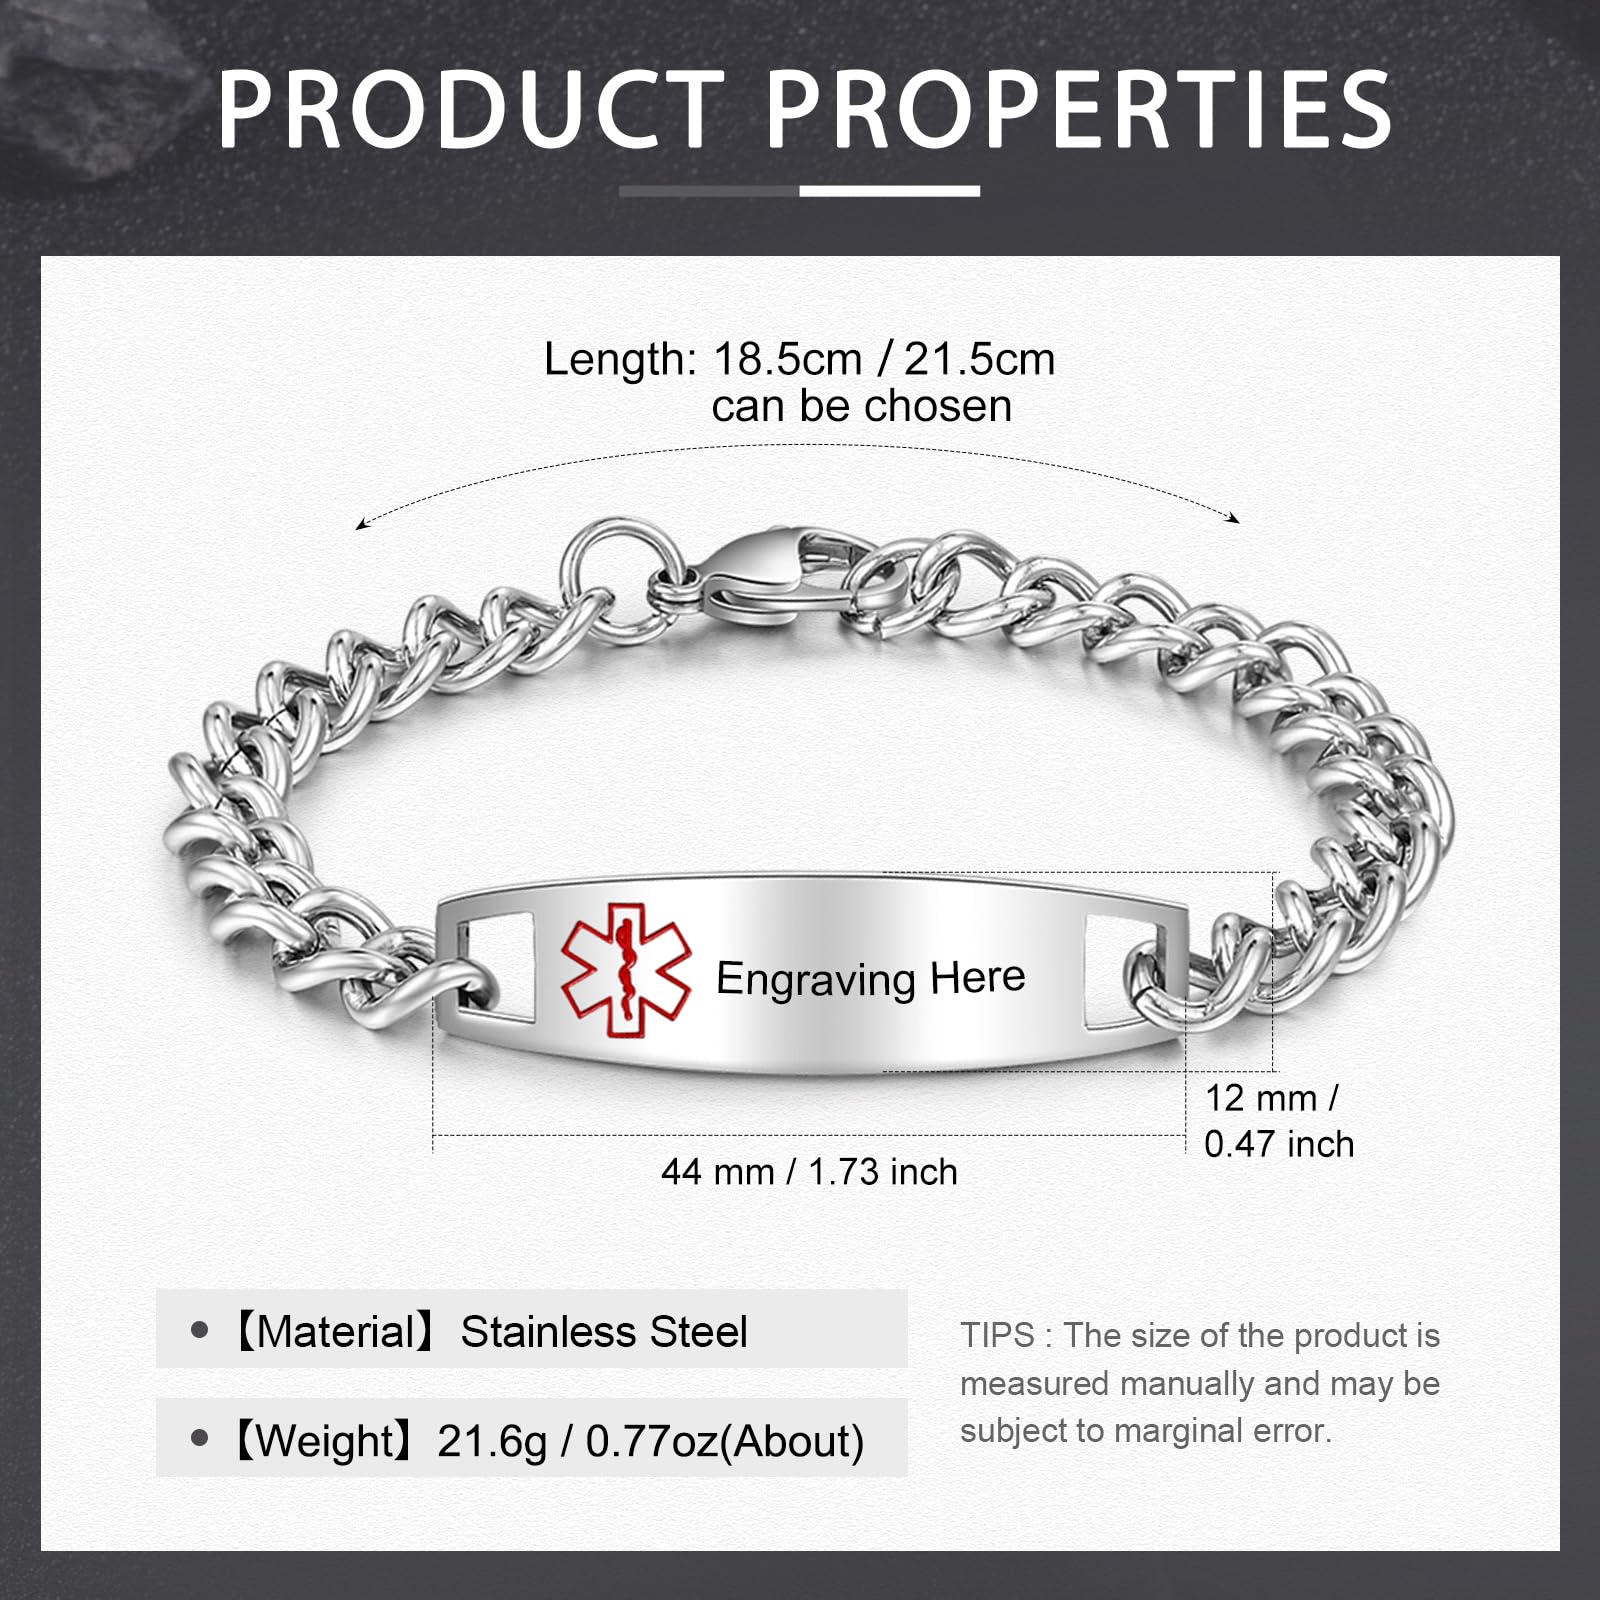 PRODUCT PROPERTIES
Length: 18.5cm / 21.5cm
can be chosen
Engraving Here
12 mm /
0.47 inch
44 mm / 1.73 inch
•【Material】Stainless Steel
•【Weight】21.6g / 0.77oz(About)
TIPS : The size of the product is
measured manually and may be
subject to marginal error.